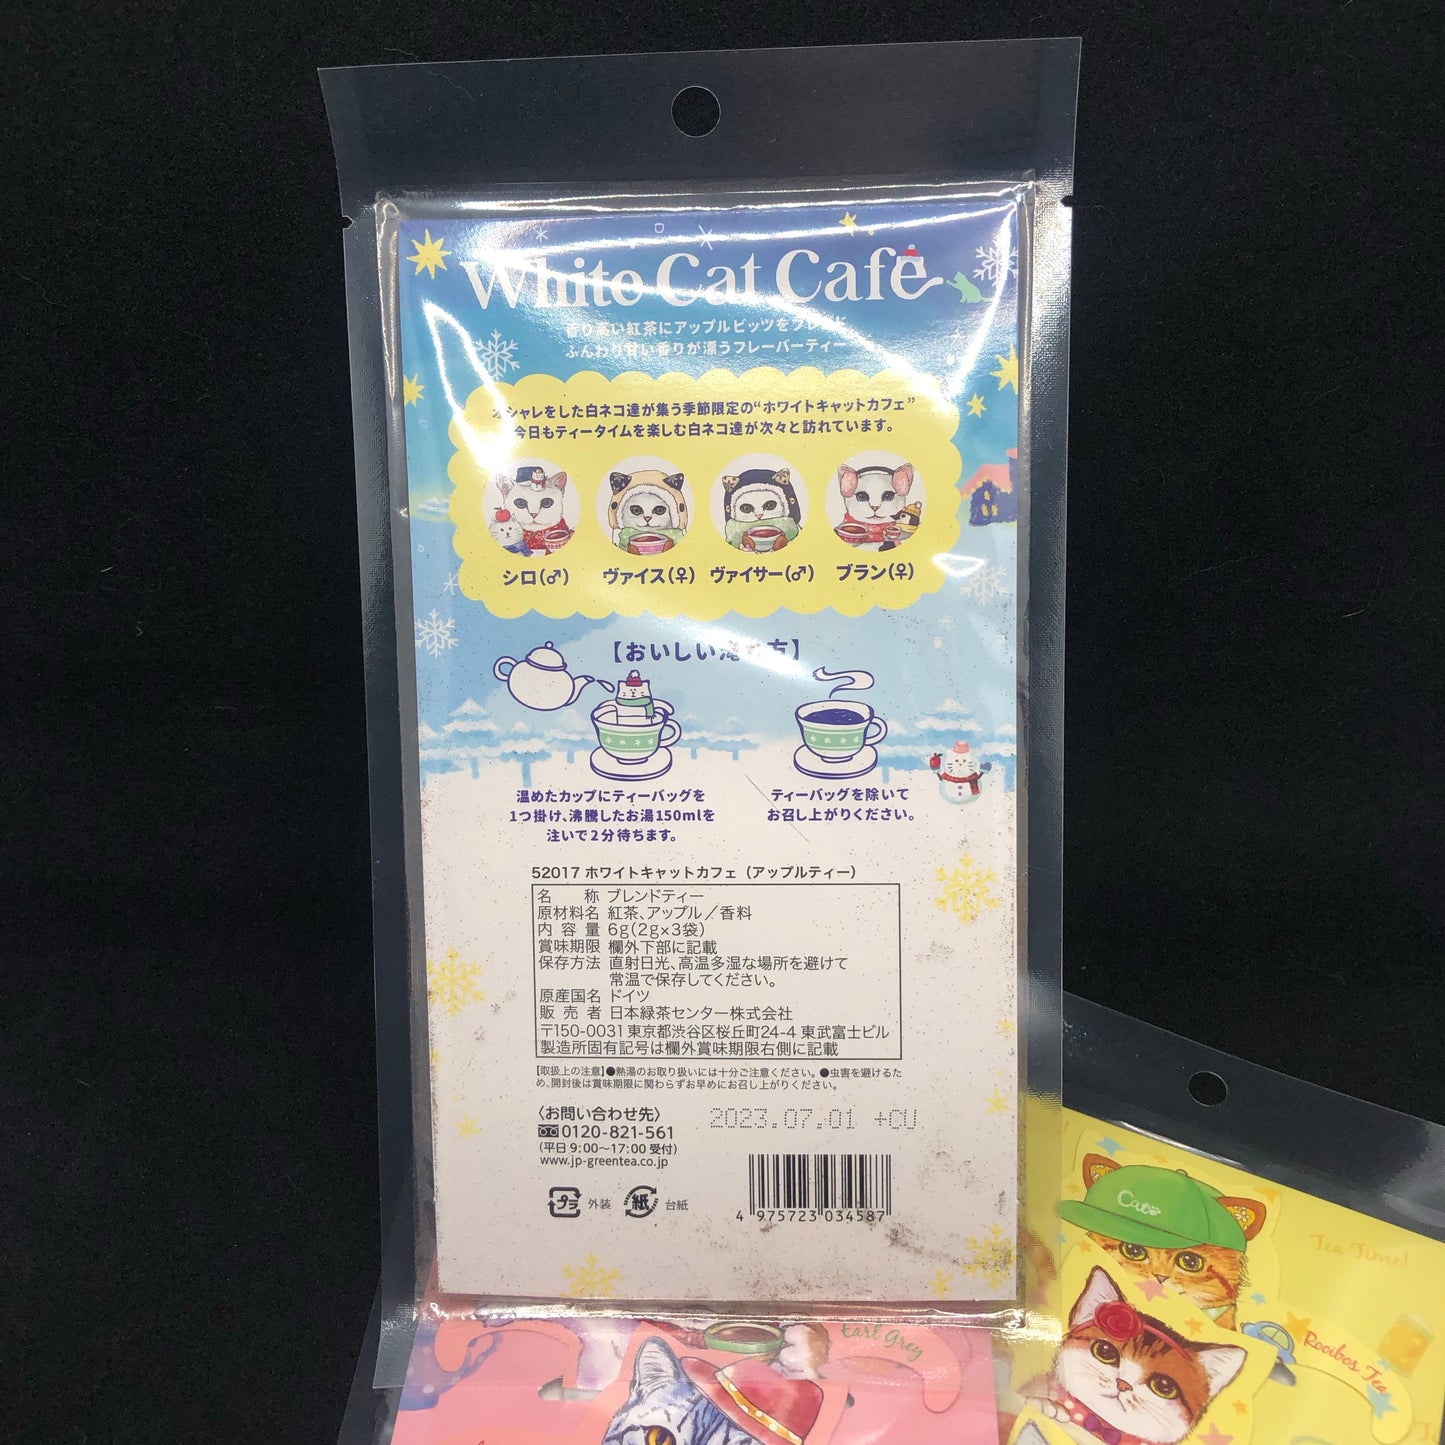 White Cat Café
香り高い紅茶にアップルビッツをブレンド
ふんわり甘い香りが漂うフレーバーティー
オシャレをした白ネコ達が集う季節限定の“ホワイトキャットカフェ”
今日もティータイムを楽しむ白ネコ達が次々と訪れています。
シロ(♂) ヴァイス(♀) ヴァイサー(♂) ブラン(♀)
【おいしい淹れ方】
温めたカップにティーバッグを
1つ掛け、沸騰したお湯150mlを
注いで2分待ちます。
ティーバッグを除いて
お召し上がりください。
52017 ホワイトキャットカフェ（アップルティー）
名称 ブレンドティー
原材料名 紅茶、アップル／香料
内容量 6g(2g×3袋)
賞味期限 欄外下部に記載
保存方法 直射日光、高温多湿な場所を避けて
常温で保存してください。
原産国名 ドイツ
販売者 日本緑茶センター株式会社
〒150-0031 東京都渋谷区桜丘町24-4 東武富士ビル
製造所固有記号は欄外賞味期限右側に記載
【取扱上の注意】●熱湯のお取り扱いには十分ご注意ください。●虫害を避けるた
め、開封後は賞味期限に関わらずお早めにお召し上がりください。
〈お問い合わせ先〉
0120-821-561
(平日 9:00～17:00 受付)
www.jp-greentea.co.jp
2023.07.01 +CU
プラ 外装 紙 台紙
4 975723 034587
Earl Grey
Cats
Tea Time!
Rooibos Tea